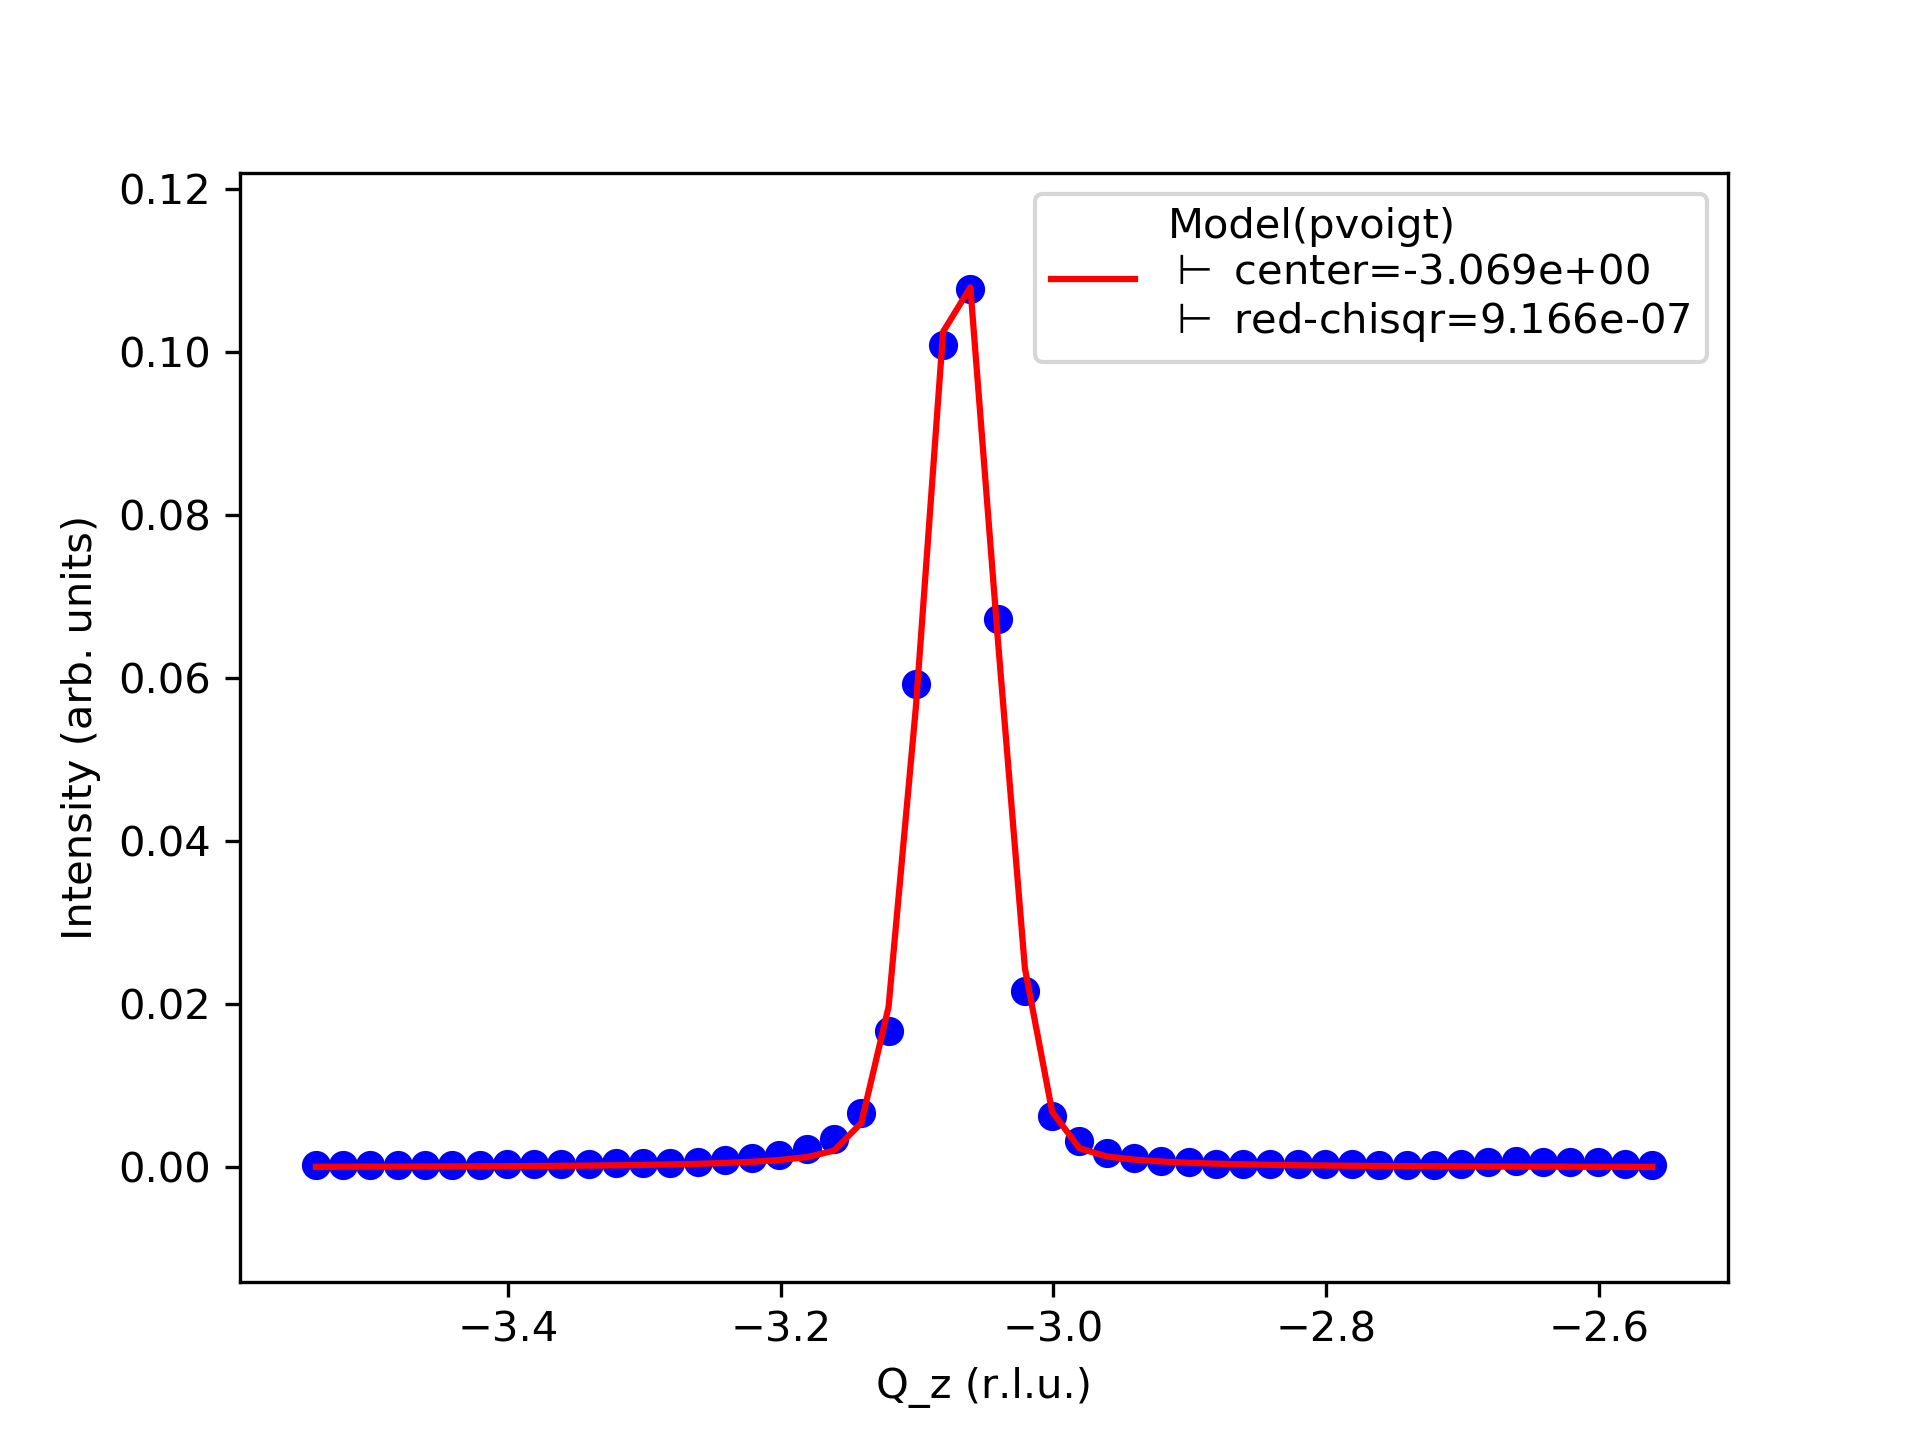 0.12
0.10
0.08
0.06
0.04
0.02
0.00
Intensity (arb. units)
Model(pvoigt)
⊢ center=-3.069e+00
⊢ red-chisqr=9.166e-07
−3.4
−3.2
−3.0
−2.8
−2.6
Q_z (r.l.u.)